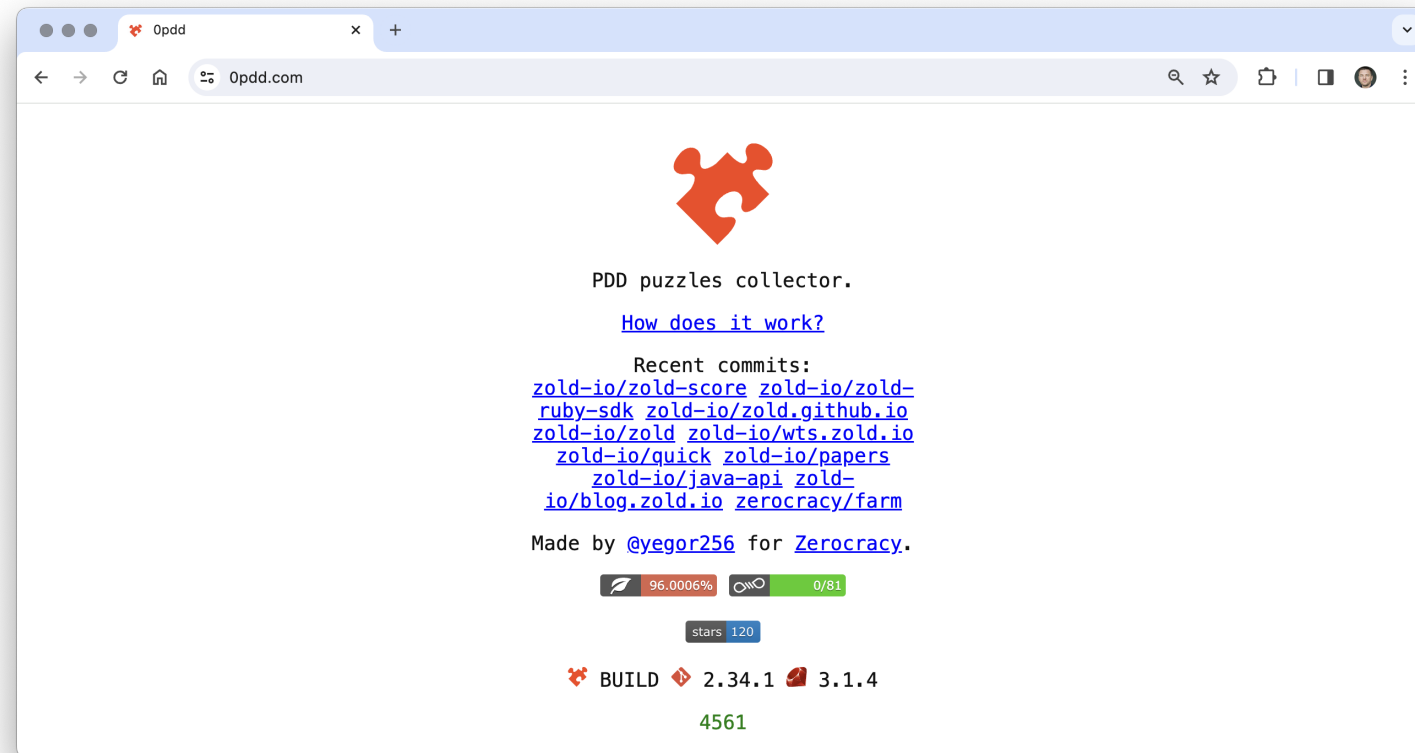 0pdd
0pdd.com
PDD puzzles collector.
How does it work?
Recent commits:
zold-io/zold-score zold-io/zold-
ruby-sdk zold-io/zold.github.io
zold-io/zold zold-io/wts.zold.io
zold-io/quick zold-io/papers
zold-io/java-api zold-
io/blog.zold.io zerocracy/farm
Made by @yegor256 for Zerocracy.
96.0006% 0/81
stars 120
BUILD 2.34.1 3.1.4
4561